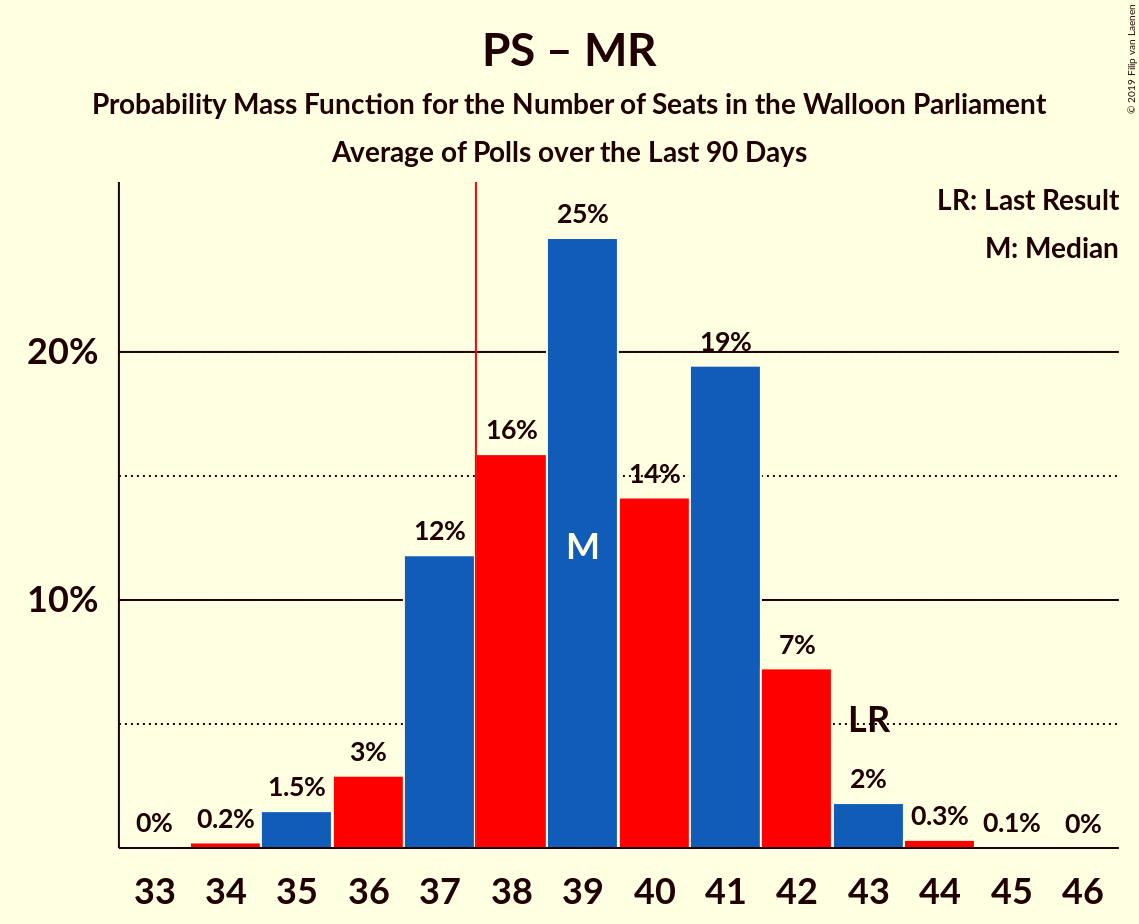 PS – MR
Probability Mass Function for the Number of Seats in the Walloon Parliament
Average of Polls over the Last 90 Days
© 2019 Filip van Laenen
LR: Last Result
M: Median
20%
10%
0%
0.2%
1.5%
3%
12%
16%
25%
14%
19%
7%
2%
0.3%
0.1%
0%
M
LR
33 34 35 36 37 38 39 40 41 42 43 44 45 46